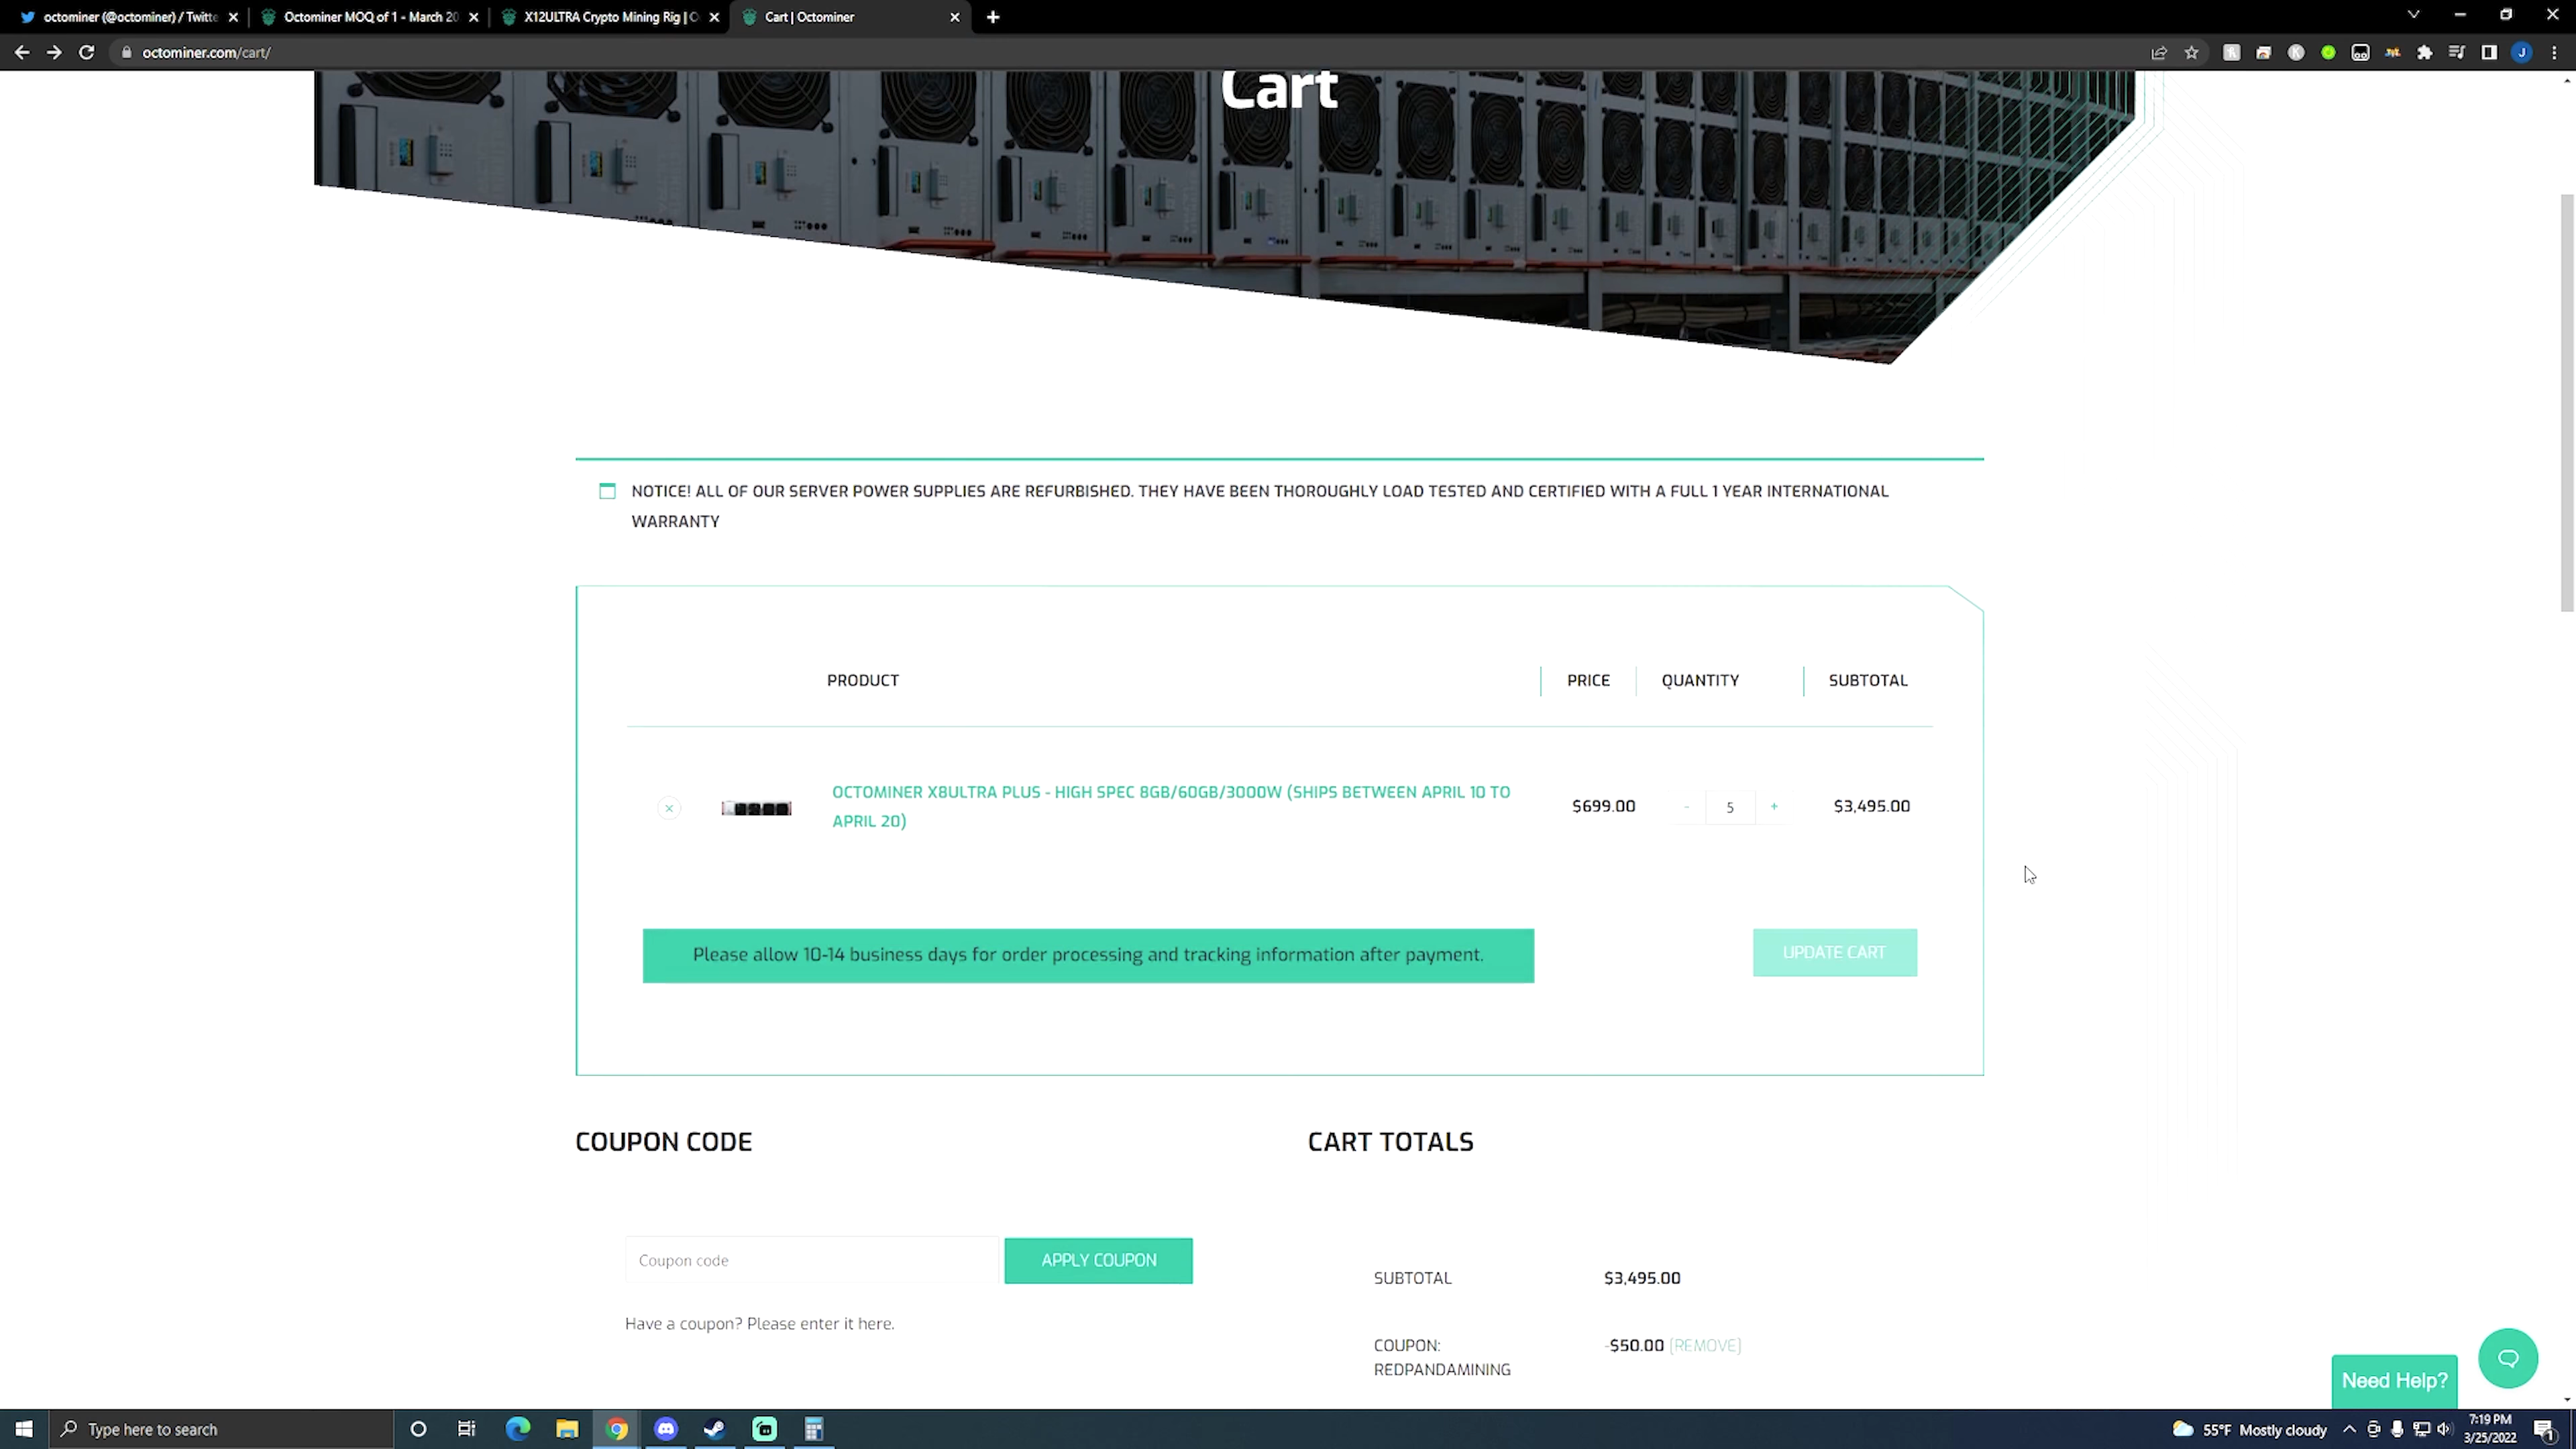 octominer (@octominer) / Twitte
Octominer MOQ of 1 - March 20
X12ULTRA Crypto Mining Rig | O
Cart | Octominer
octominer.com/cart/
J
Cart
NOTICE! ALL OF OUR SERVER POWER SUPPLIES ARE REFURBISHED. THEY HAVE BEEN THOROUGHLY LOAD TESTED AND CERTIFIED WITH A FULL 1 YEAR INTERNATIONAL
WARRANTY
PRODUCT PRICE QUANTITY SUBTOTAL
OCTOMINER X8ULTRA PLUS - HIGH SPEC 8GB/60GB/3000W (SHIPS BETWEEN APRIL 10 TO
APRIL 20)
$699.00 - 5 + $3,495.00
Please allow 10-14 business days for order processing and tracking information after payment.
UPDATE CART
COUPON CODE
CART TOTALS
Coupon code
APPLY COUPON
Have a coupon? Please enter it here.
SUBTOTAL $3,495.00
COUPON: -$50.00 [REMOVE]
REDPANDAMINING
Need Help?
Type here to search
55°F Mostly cloudy
7:19 PM
3/25/2022
1